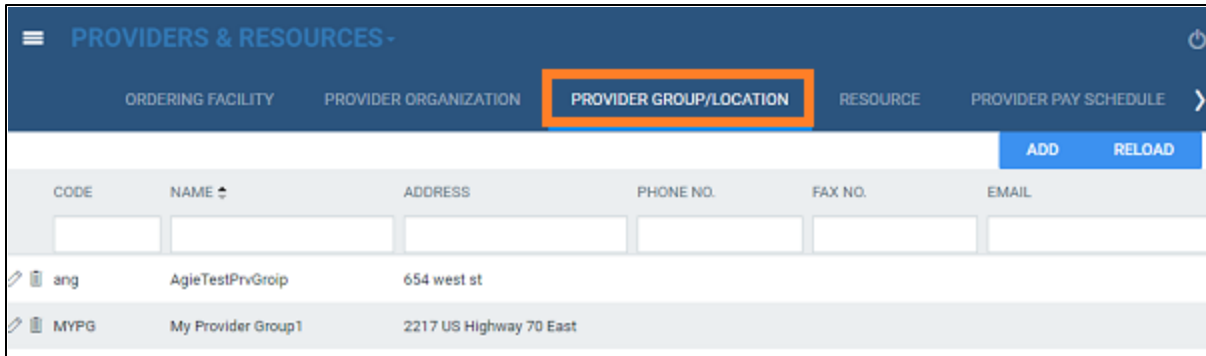 PROVIDERS & RESOURCES
ORDERING FACILITY PROVIDER ORGANIZATION PROVIDER GROUP/LOCATION RESOURCE PROVIDER PAY SCHEDULE
ADD RELOAD
CODE NAME ADDRESS PHONE NO. FAX NO. EMAIL
ang AgieTestPrvGroip 654 west st
MYPG My Provider Group1 2217 US Highway 70 East